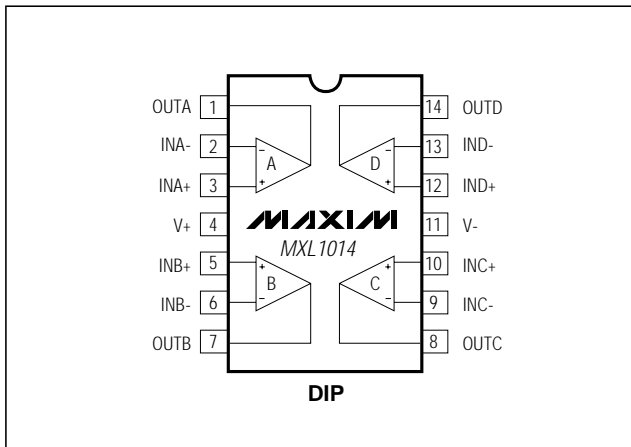 OUTA 1 14 OUTD
INA- 2 - - 13 IND-
A D
INA+ 3 + + 12 IND+
V+ 4 MAXIM 11 V-
MXL1014
INB+ 5 + + 10 INC+
B C
INB- 6 - - 9 INC-
OUTB 7 8 OUTC
DIP